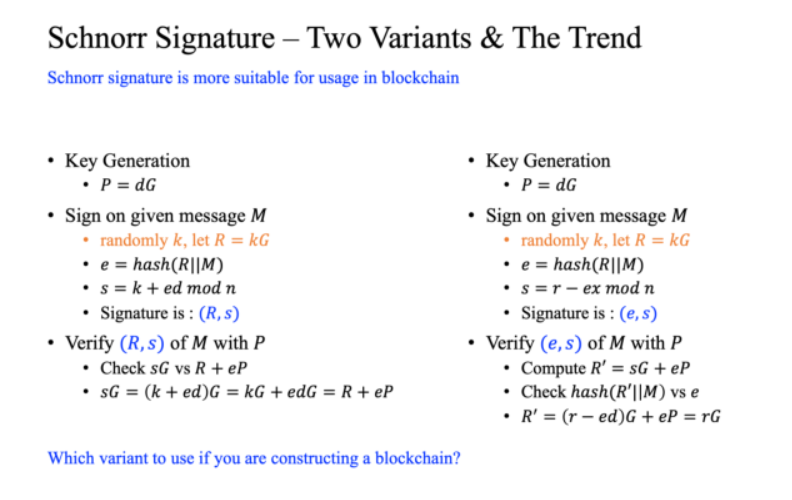 Schnorr Signature – Two Variants & The Trend
Schnorr signature is more suitable for usage in blockchain
• Key Generation
• P = dG
• Sign on given message M
• randomly k, let R = kG
• e = hash(R||M)
• s = k + ed mod n
• Signature is : (R, s)
• Verify (R, s) of M with P
• Check sG vs R + eP
• sG = (k + ed)G = kG + edG = R + eP
• Key Generation
• P = dG
• Sign on given message M
• randomly k, let R = kG
• e = hash(R||M)
• s = r − ex mod n
• Signature is : (e, s)
• Verify (e, s) of M with P
• Compute R′ = sG + eP
• Check hash(R′||M) vs e
• R′ = (r − ed)G + eP = rG
Which variant to use if you are constructing a blockchain?